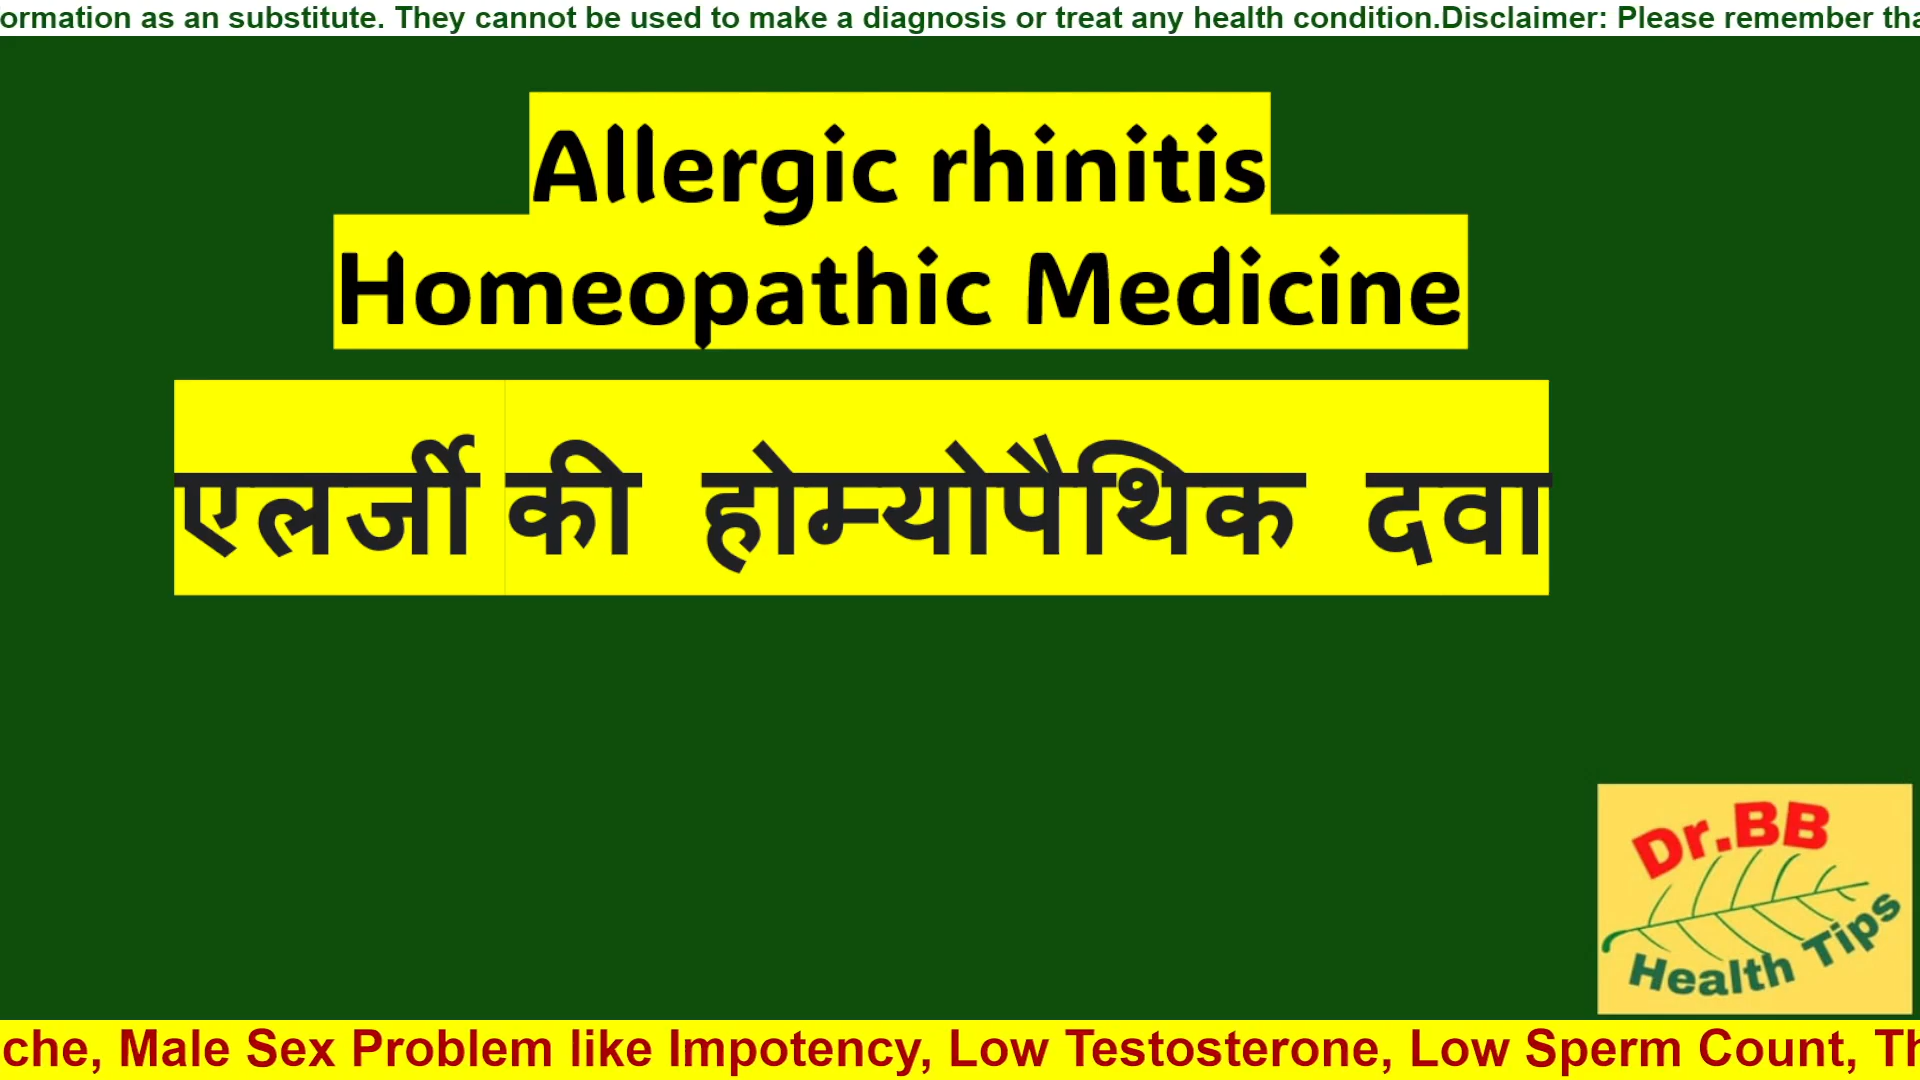 ormation as an substitute. They cannot be used to make a diagnosis or treat any health condition.Disclaimer: Please remember tha
Allergic rhinitis
Homeopathic Medicine
एलर्जी की होम्योपैथिक दवा
Dr.BB
Health Tips
che, Male Sex Problem like Impotency, Low Testosterone, Low Sperm Count, Th